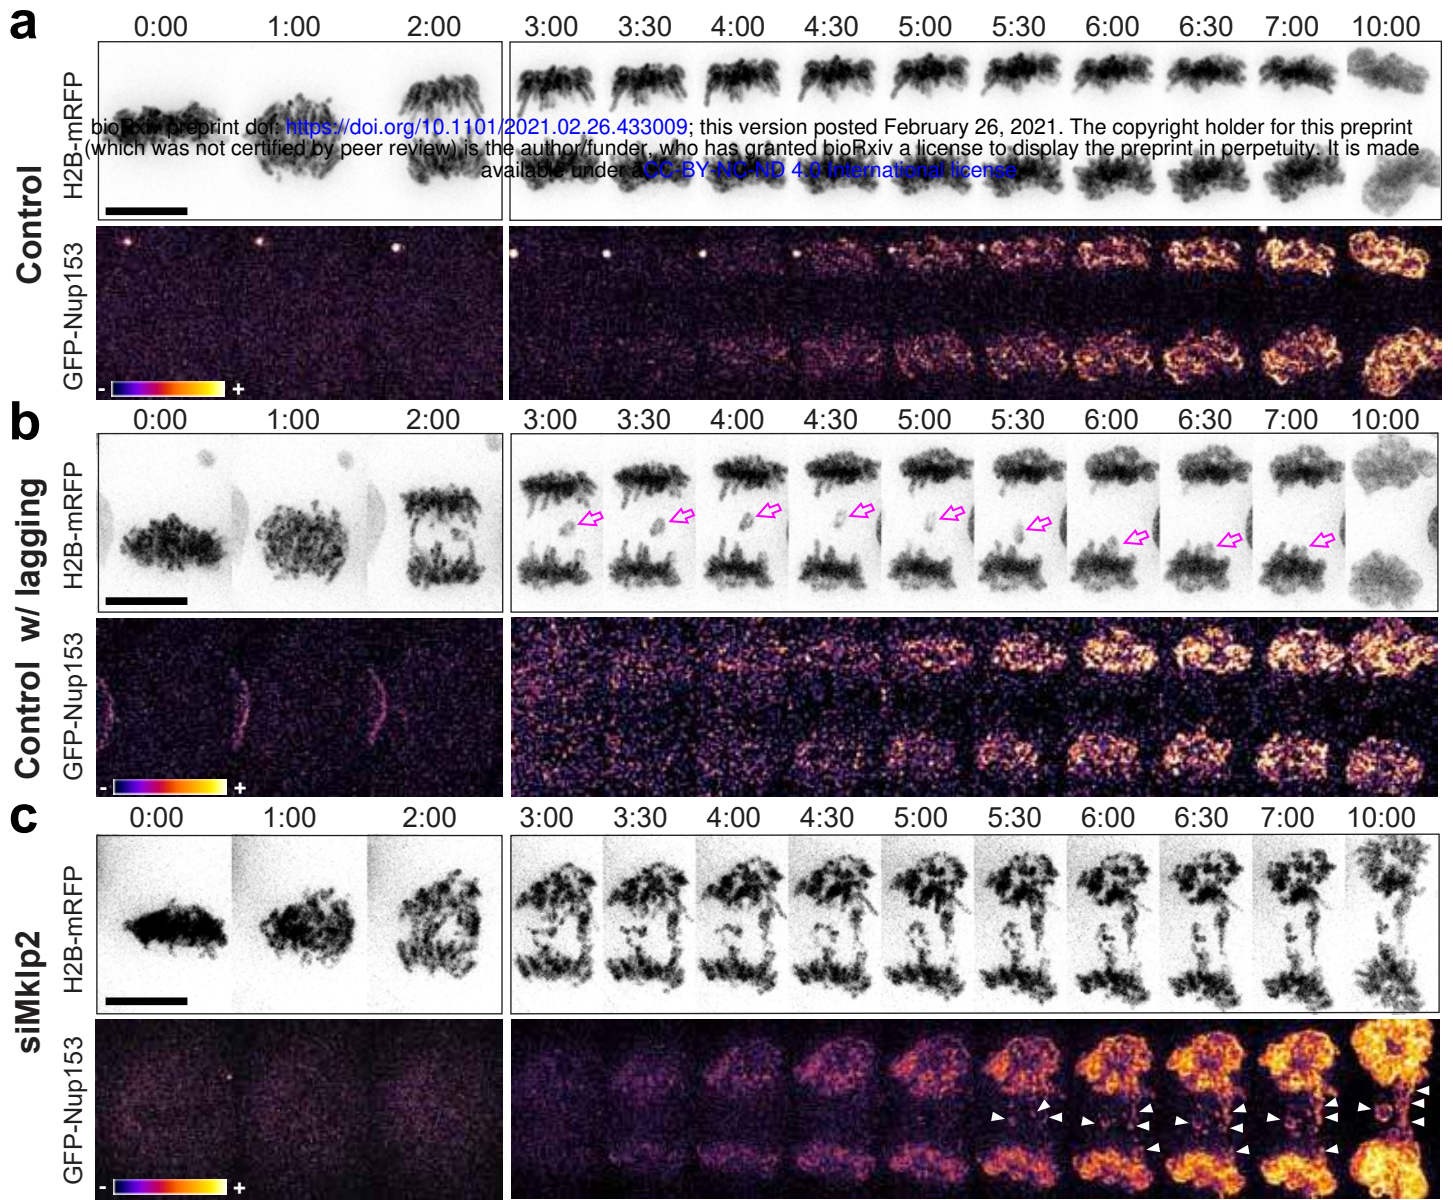 a
0:00 1:00 2:00 3:00 3:30 4:00 4:30 5:00 5:30 6:00 6:30 7:00 10:00
Control
H2B-mRFP
bioRxiv preprint doi: https://doi.org/10.1101/2021.02.26.433009; this version posted February 26, 2021. The copyright holder for this preprint
(which was not certified by peer review) is the author/funder, who has granted bioRxiv a license to display the preprint in perpetuity. It is made
available under aCC-BY-NC-ND 4.0 International license.
GFP-Nup153
- +
b
0:00 1:00 2:00 3:00 3:30 4:00 4:30 5:00 5:30 6:00 6:30 7:00 10:00
Control w/ lagging
H2B-mRFP
GFP-Nup153
- +
c
0:00 1:00 2:00 3:00 3:30 4:00 4:30 5:00 5:30 6:00 6:30 7:00 10:00
siMklp2
H2B-mRFP
GFP-Nup153
- +